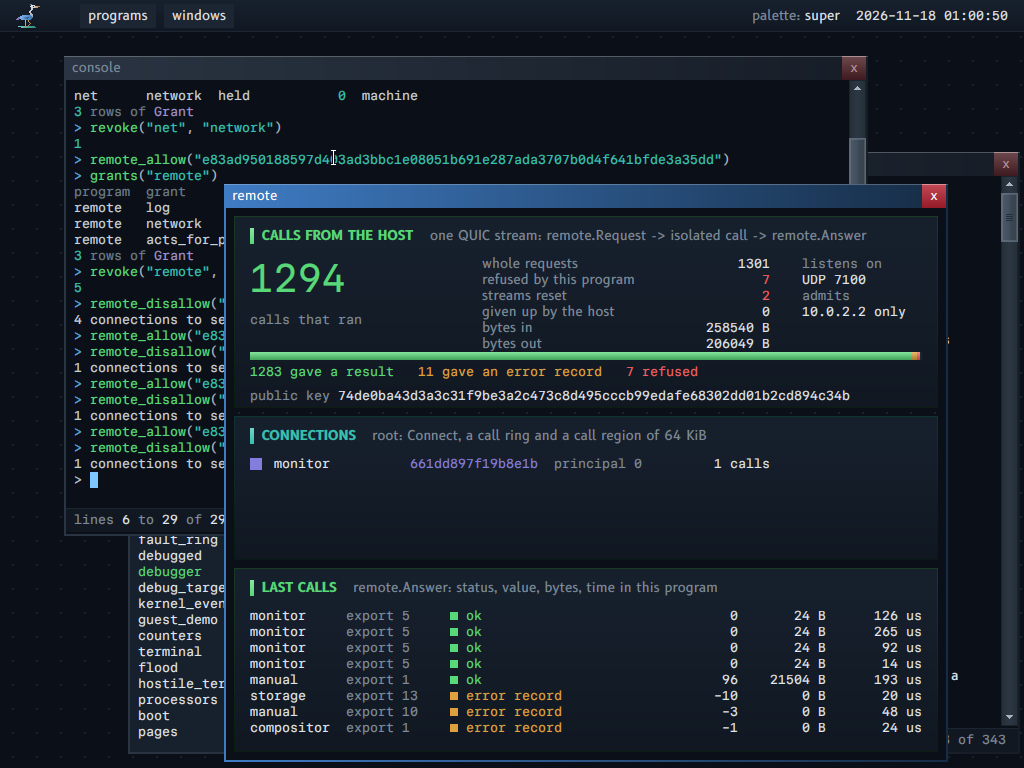 programs windows palette: super 2026-11-18 01:00:50
console x
net network held 0 machine
3 rows of Grant
> revoke("net", "network")
1
> remote_allow("e83ad950188597d4a03ad3bbc1e08051b691e287ada3707b0d4f641bfde3a35dd")
> grants("remote")
program grant
remote log
remote network
remote acts_for_p
3 rows of Grant
> revoke("remote",
5
> remote_disallow("
4 connections to se
> remote_allow("e83
> remote_disallow("
1 connections to se
> remote_allow("e83
> remote_disallow("
1 connections to se
> remote_allow("e83
> remote_disallow("
1 connections to se
>
lines 6 to 29 of 29
x
remote x
CALLS FROM THE HOST one QUIC stream: remote.Request -> isolated call -> remote.Answer
1294
calls that ran
whole requests 1301
refused by this program 7
streams reset 2
given up by the host 0
bytes in 258540 B
bytes out 206049 B
listens on
UDP 7100
admits
10.0.2.2 only
1283 gave a result 11 gave an error record 7 refused
public key 74de0ba43d3a3c31f9be3a2c473c8d495cccb99edafe68302dd01b2cd894c34b
CONNECTIONS root: Connect, a call ring and a call region of 64 KiB
monitor 661dd897f19b8e1b principal 0 1 calls
LAST CALLS remote.Answer: status, value, bytes, time in this program
monitor export 5 ok 0 24 B 126 us
monitor export 5 ok 0 24 B 265 us
monitor export 5 ok 0 24 B 92 us
monitor export 5 ok 0 24 B 14 us
manual export 1 ok 96 21504 B 193 us
storage export 13 error record -10 0 B 20 us
manual export 10 error record -3 0 B 48 us
compositor export 1 error record -1 0 B 24 us
fault_ring
debugged
debugger
debug_targe
kernel_even
guest_demo
counters
terminal
flood
hostile_ter
processors
boot
pages
a
of 343